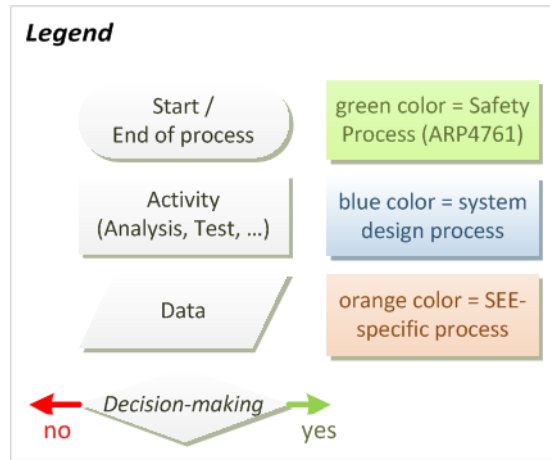 Legend
Start /
End of process
green color = Safety
Process (ARP4761)
Activity
(Analysis, Test, ...)
blue color = system
design process
Data
orange color = SEE-
specific process
Decision-making
no
yes